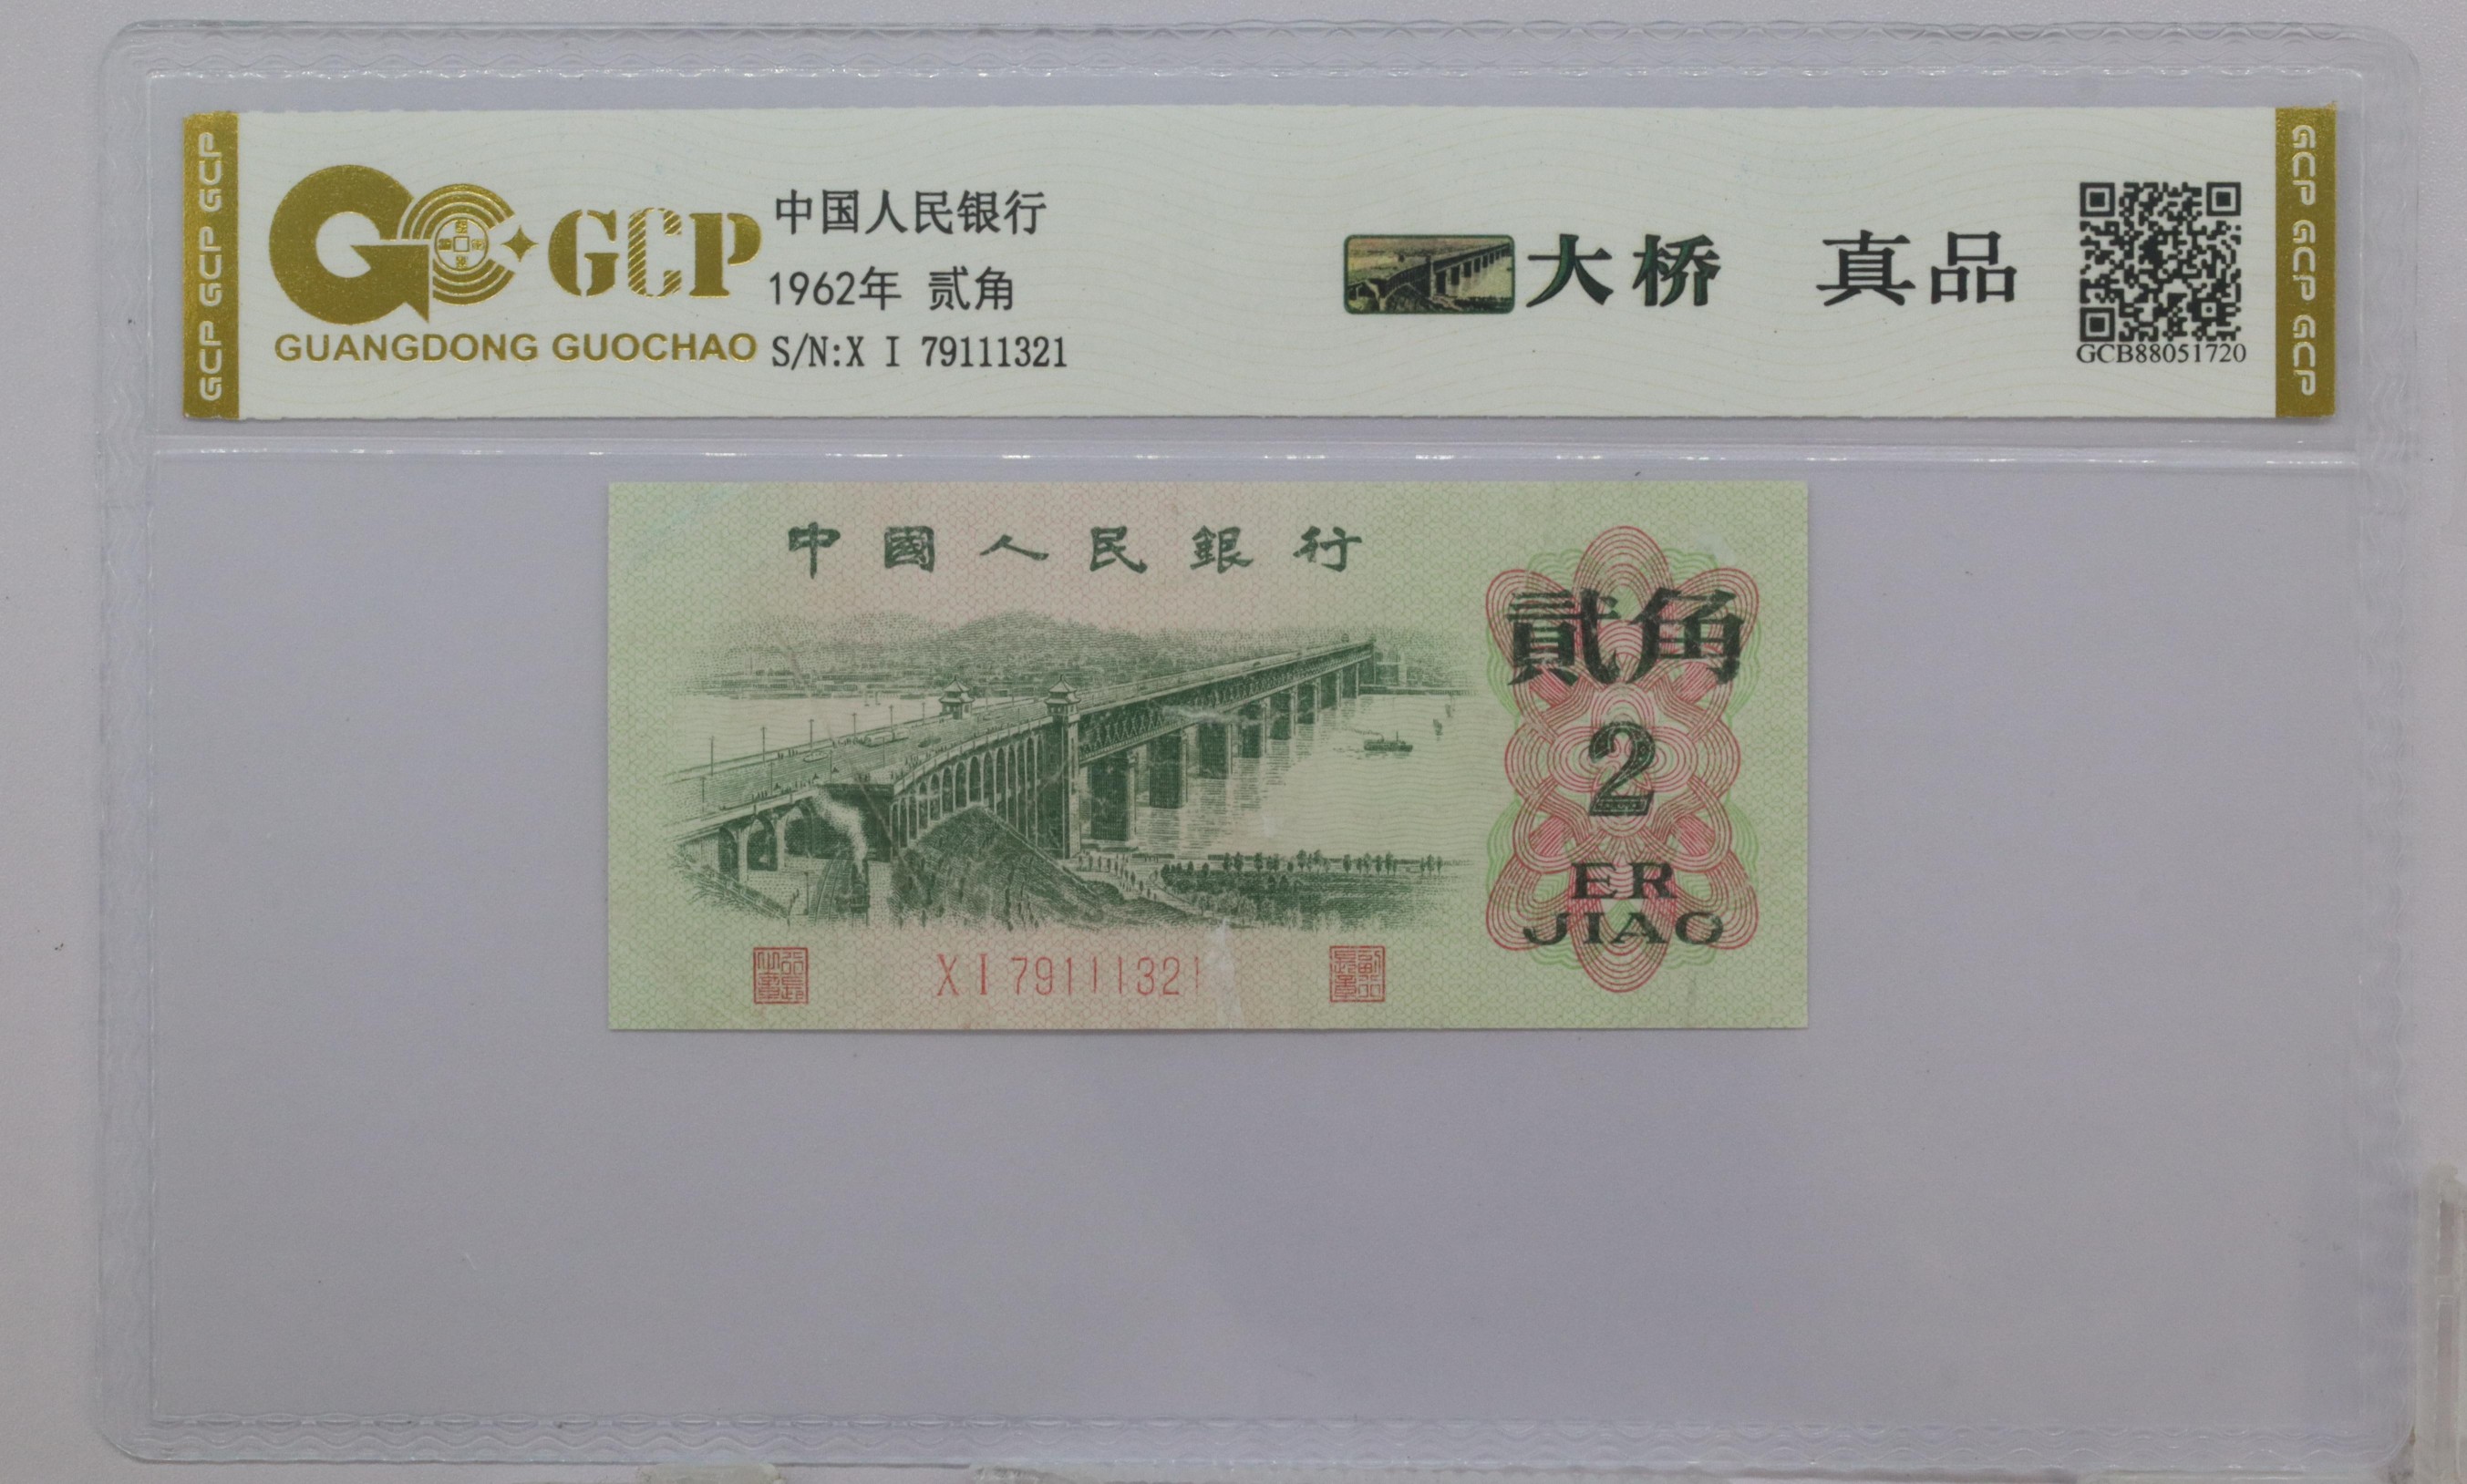 GCP GCP GCP
GCP
GUANGDONG GUOCHAO
中国人民银行
1962年 贰角
S/N:X I 79111321
大桥 真品
GCB88051720
GCP GCP GCP
中國人民銀行
貳角
2
ER
JIAO
X I 79111321